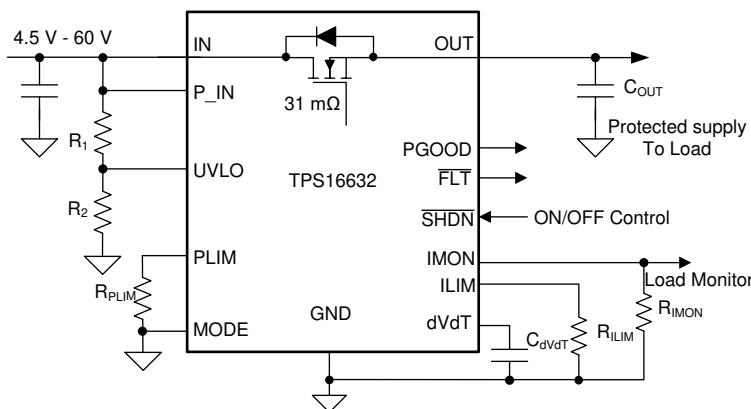 4.5 V - 60 V
IN
OUT
P_IN
31 mΩ
COUT
R1
Protected supply
To Load
PGOOD
UVLO
TPS16632
FLT
R2
SHDN
ON/OFF Control
PLIM
IMON
Load Monitor
RPLIM
ILIM
GND
RIMON
MODE
dVdT
CdVdT
RILIM